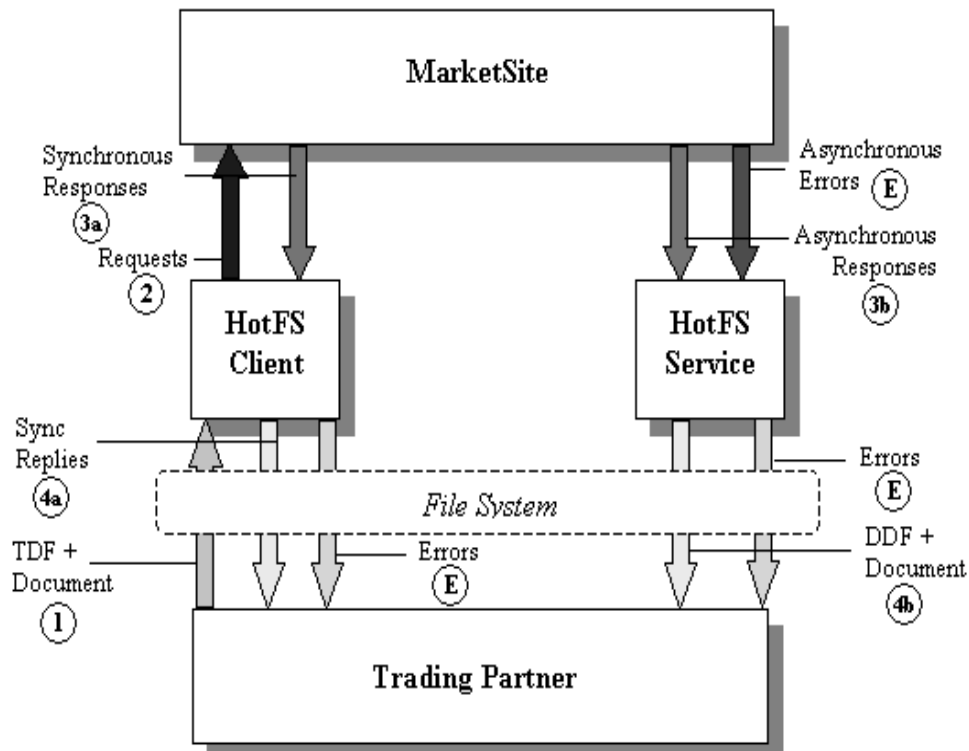 MarketSite
Synchronous
Responses
3a
Requests
2
Asynchronous
Errors E
Asynchronous
Responses
3b
HotFS
Client
HotFS
Service
Sync
Replies
4a
Errors
E
File System
TDF +
Document
1
Errors
E
DDF +
Document
4b
Trading Partner